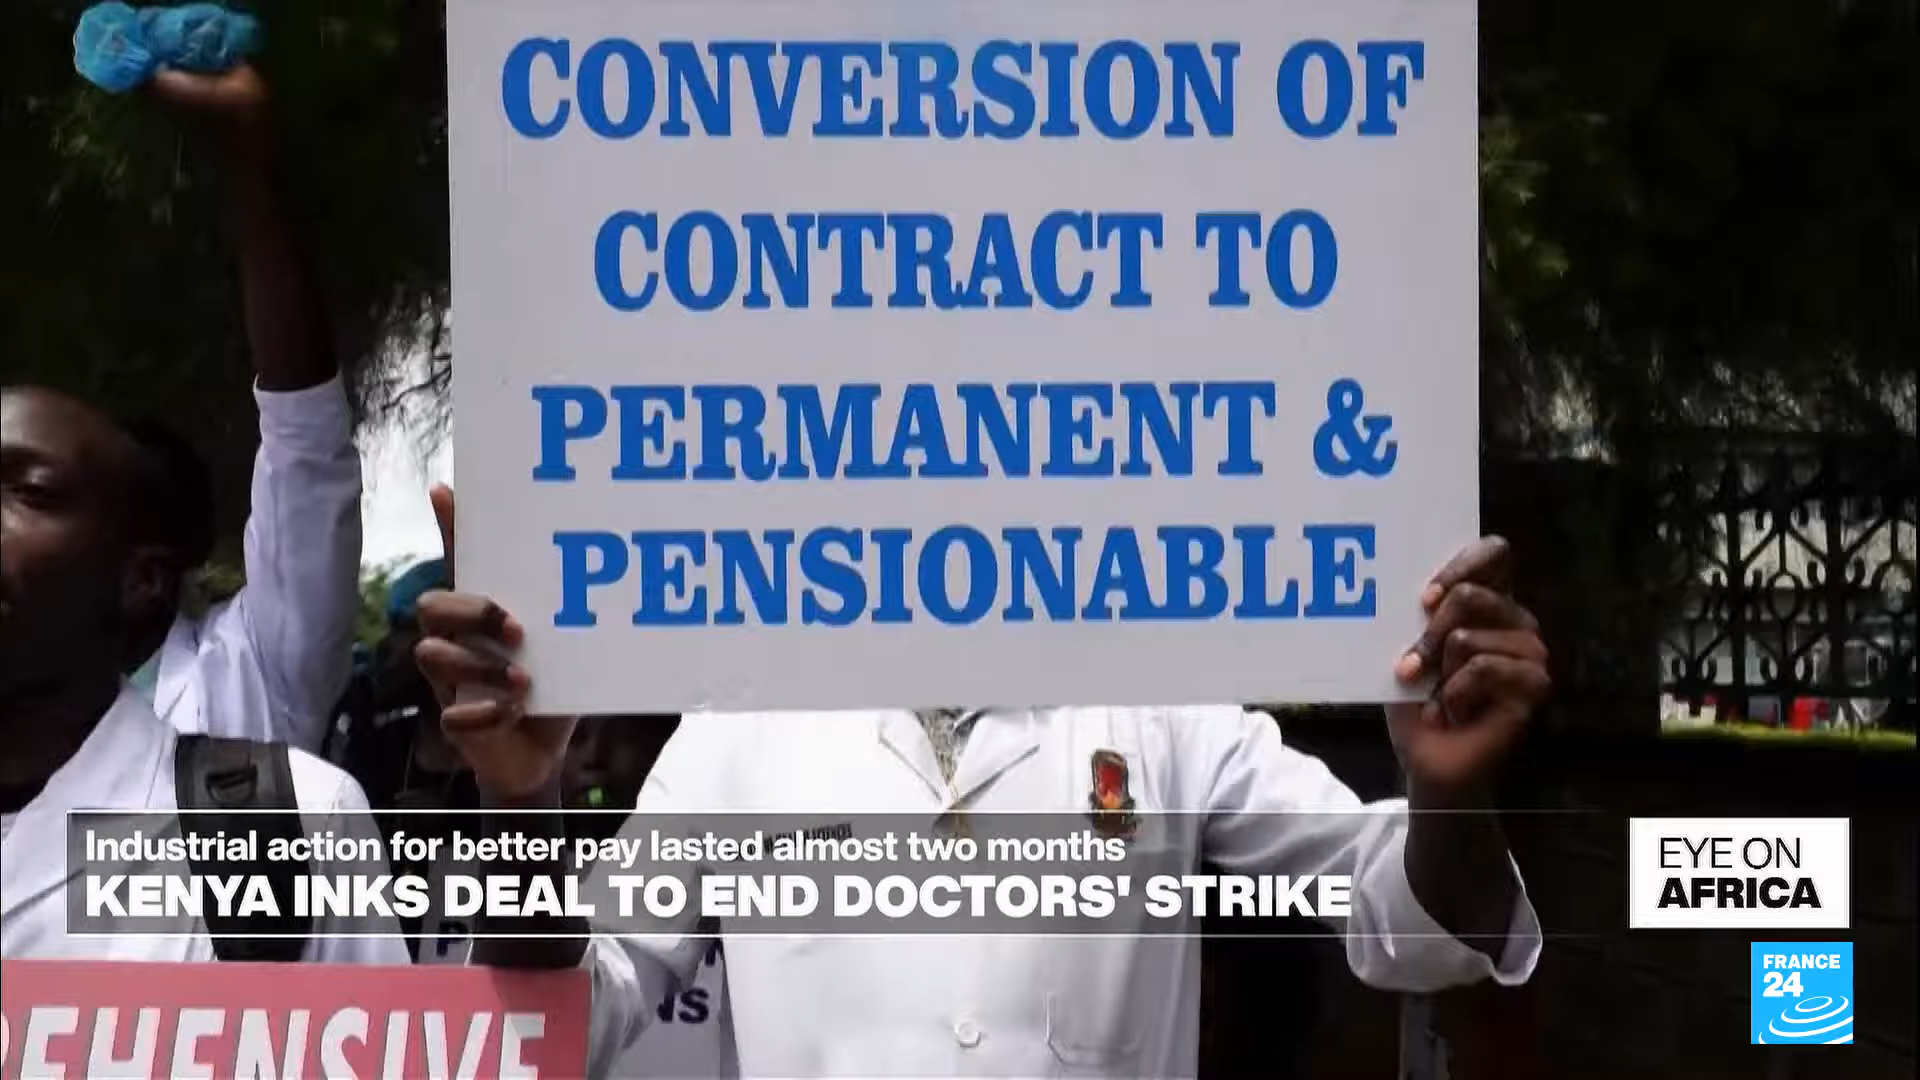 CONVERSION OF
CONTRACT TO
PERMANENT &
PENSIONABLE
Industrial action for better pay lasted almost two months
KENYA INKS DEAL TO END DOCTORS' STRIKE
EYE ON
AFRICA
FRANCE
24
EHENSIVE